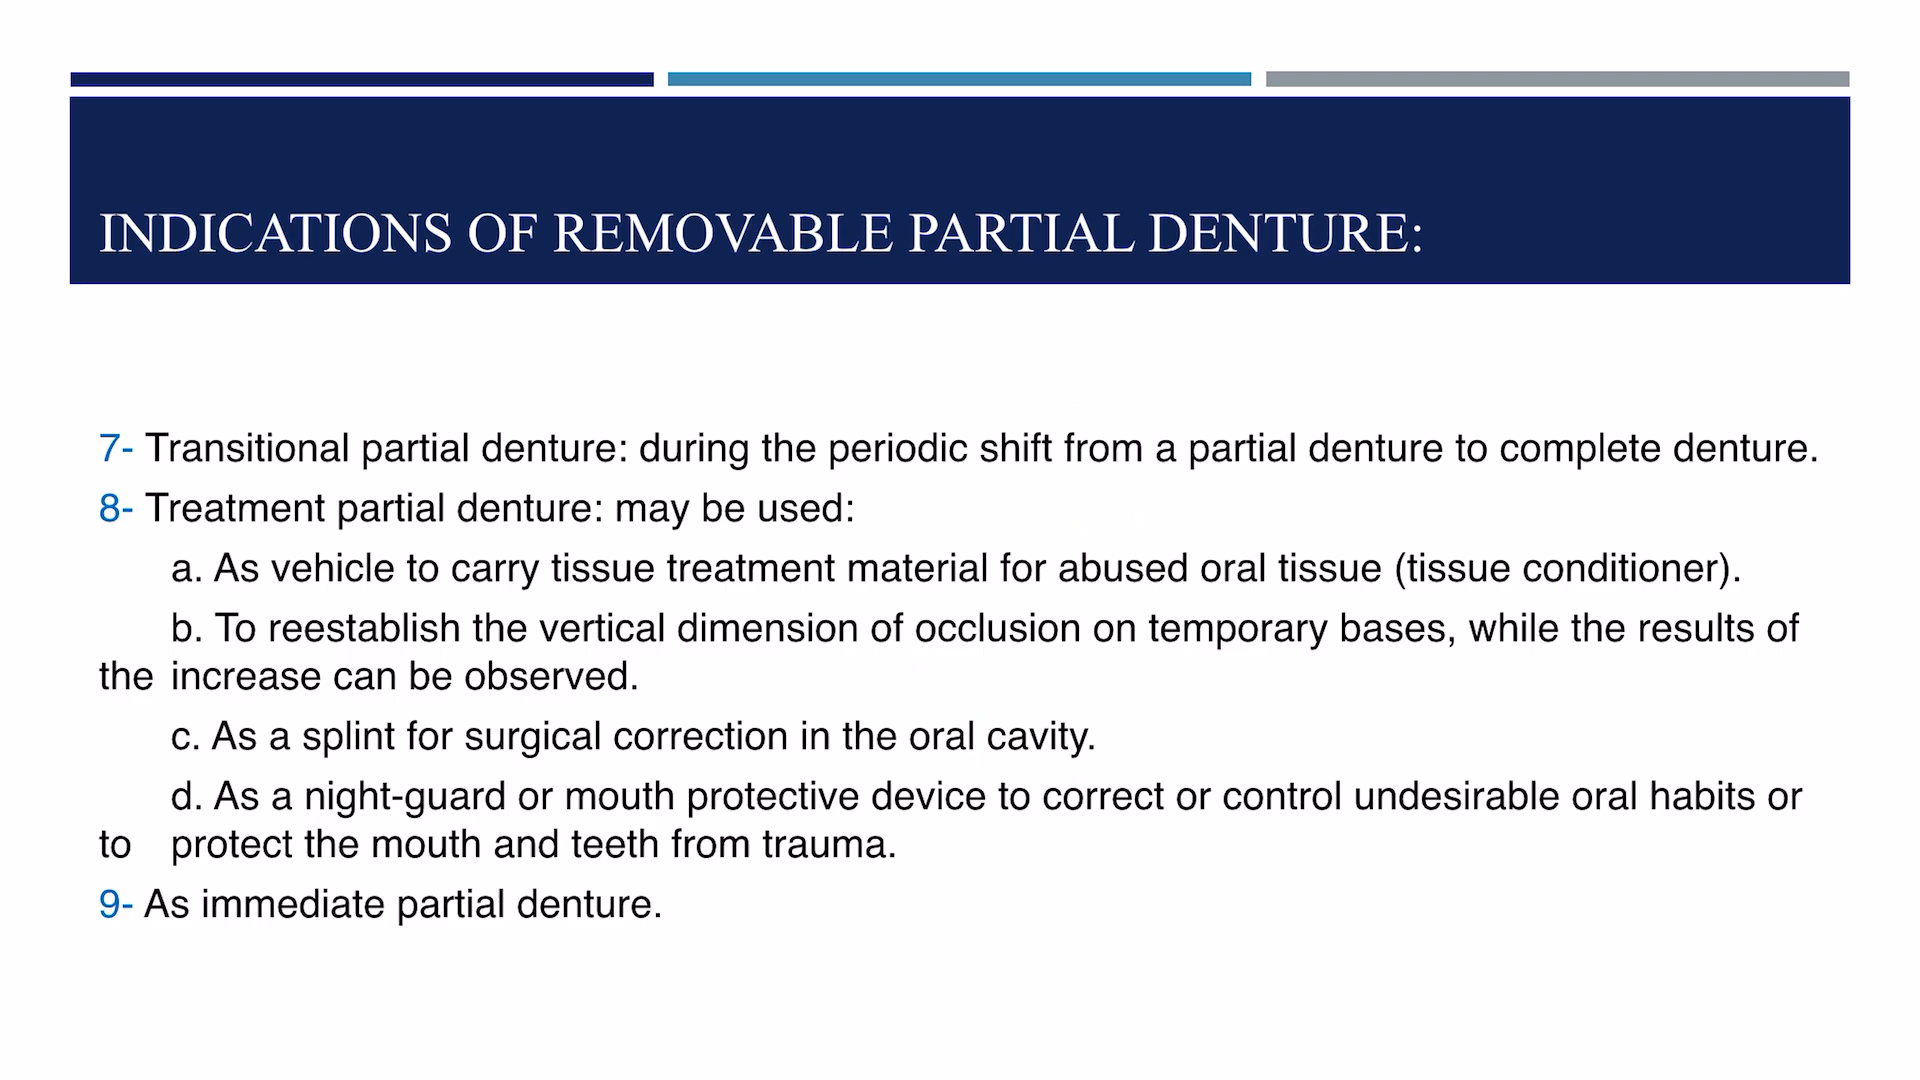 INDICATIONS OF REMOVABLE PARTIAL DENTURE:
7- Transitional partial denture: during the periodic shift from a partial denture to complete denture.
8- Treatment partial denture: may be used:
a. As vehicle to carry tissue treatment material for abused oral tissue (tissue conditioner).
b. To reestablish the vertical dimension of occlusion on temporary bases, while the results of
the increase can be observed.
c. As a splint for surgical correction in the oral cavity.
d. As a night-guard or mouth protective device to correct or control undesirable oral habits or
to protect the mouth and teeth from trauma.
9- As immediate partial denture.